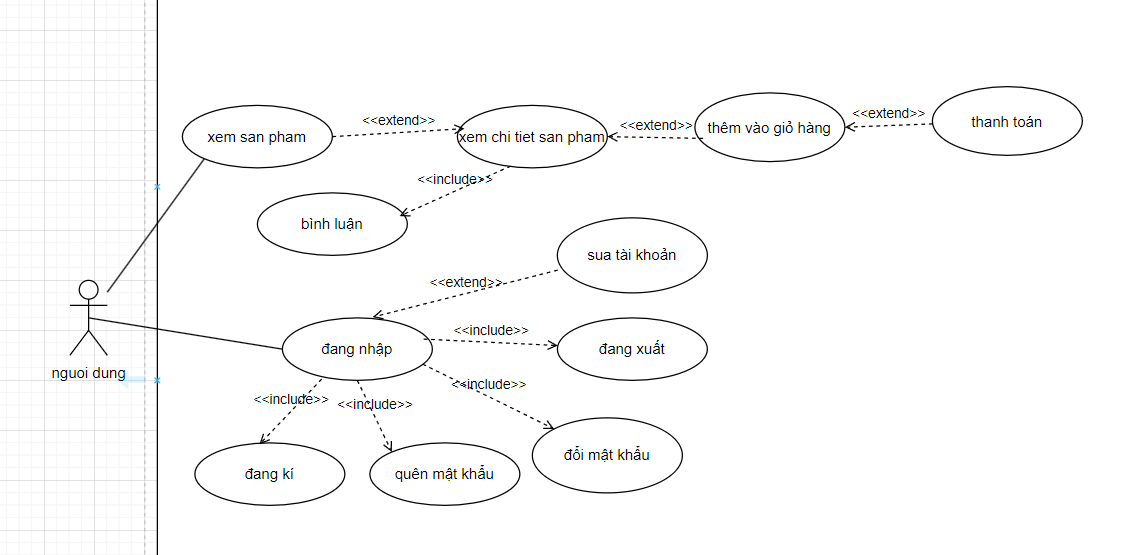 xem san pham
<<extend>>
xem chi tiet san pham
<<extend>>
thêm vào giỏ hàng
<<extend>>
thanh toán
<<include>>
bình luận
sua tài khoản
<<extend>>
nguoi dung
đang nhập
<<include>>
đang xuất
<<include>>
<<include>>
<<include>>
đang kí
quên mật khẩu
đổi mật khẩu